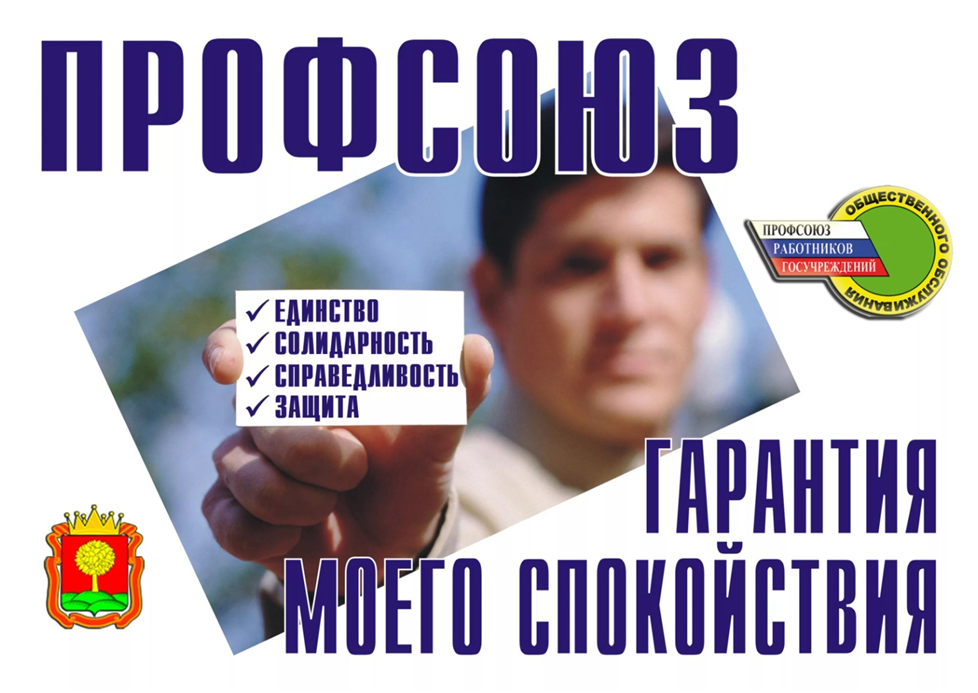 ПРОФСОЮЗ
ОБЩЕСТВЕННОГО ОБСЛУЖИВАНИЯ
ПРОФСОЮЗ
РАБОТНИКОВ
ГОСУЧРЕЖДЕНИЙ
ЕДИНСТВО
СОЛИДАРНОСТЬ
СПРАВЕДЛИВОСТЬ
ЗАЩИТА
ГАРАНТИЯ
МОЕГО СПОКОЙСТВИЯ